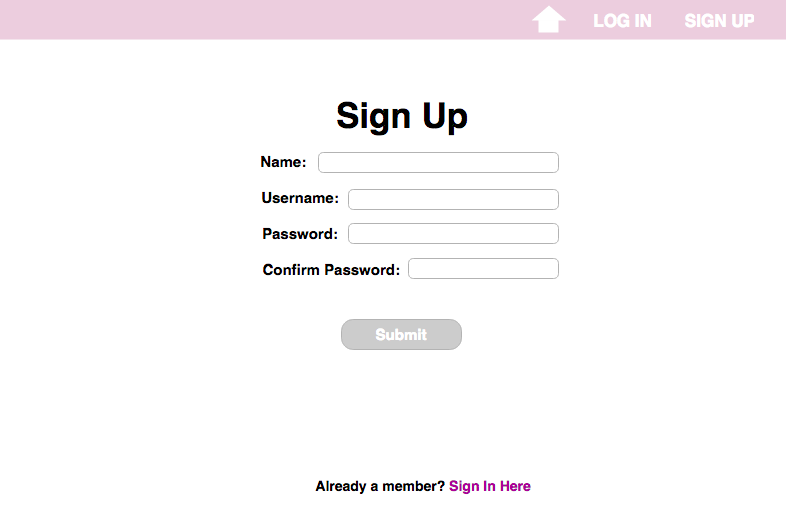 LOG IN SIGN UP
Sign Up
Name:
Username:
Password:
Confirm Password:
Submit
Already a member? Sign In Here